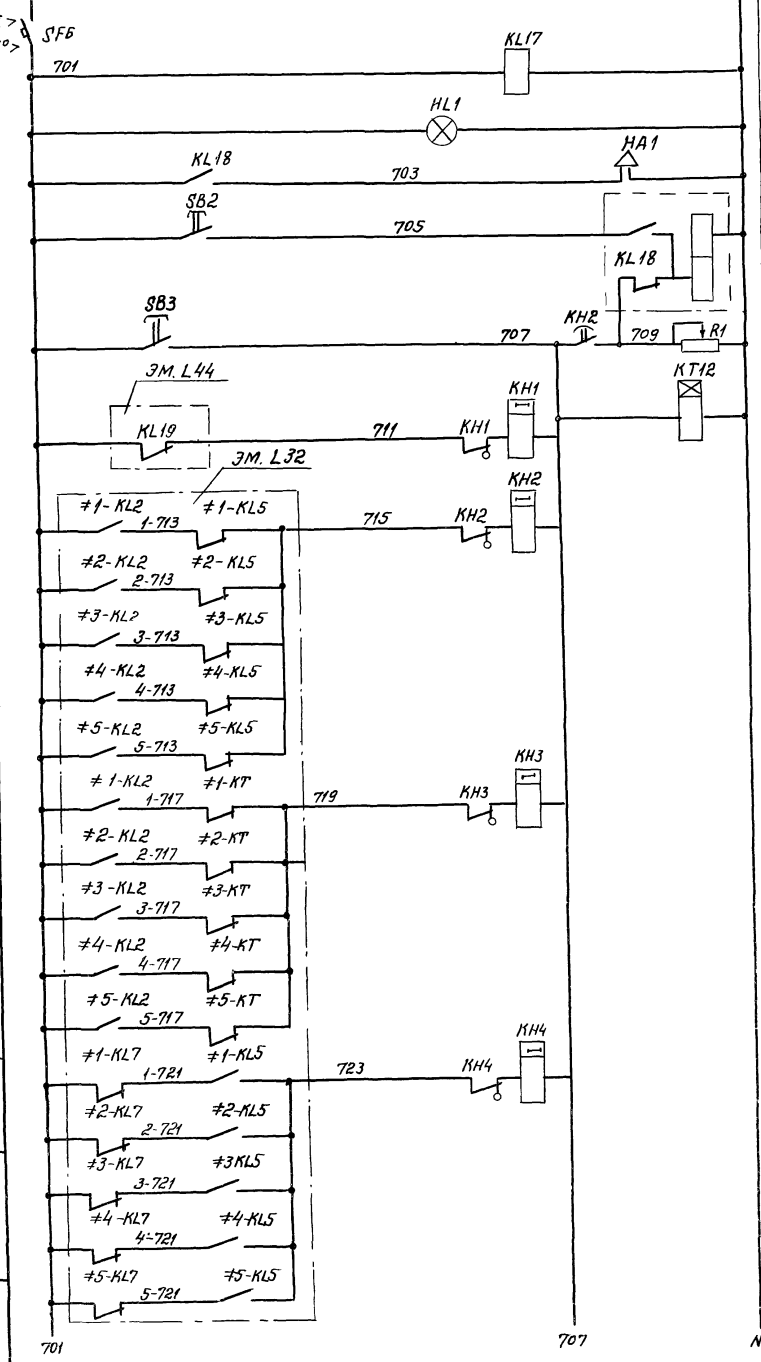 SF6
701
KL17
HL1
KL18
703
HA1
SB2
705
KL18
SB3
707
KH2
709
R1
ЭМ. L44
KT12
KH1
KL19
711
KH1
ЭМ. L32
KH2
≠1-KL2
≠1-KL5
1-713
715
KH2
≠2-KL2
≠2-KL5
2-713
≠3-KL2
≠3-KL5
3-713
≠4-KL2
≠4-KL5
4-713
≠5-KL2
≠5-KL5
5-713
KH3
≠1-KL2
≠1-KT
1-717
719
KH3
≠2-KL2
≠2-KT
2-717
≠3-KL2
≠3-KT
3-717
≠4-KL2
≠4-KT
4-717
≠5-KL2
≠5-KT
5-717
KH4
≠1-KL7
≠1-KL5
1-721
723
KH4
≠2-KL7
≠2-KL5
2-721
≠3-KL7
≠3KL5
3-721
≠4-KL7
≠4-KL5
4-721
≠5-KL7
≠5-KL5
5-721
701
707
N